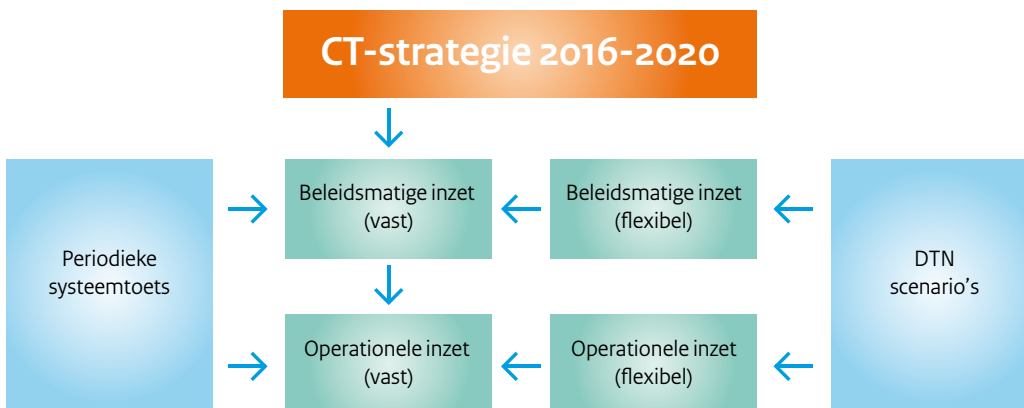 CT-strategie 2016-2020
Beleidsmatige inzet
(vast)
Beleidsmatige inzet
(flexibel)
Periodieke
systeemtoets
DTN
scenario's
Operationele inzet
(vast)
Operationele inzet
(flexibel)